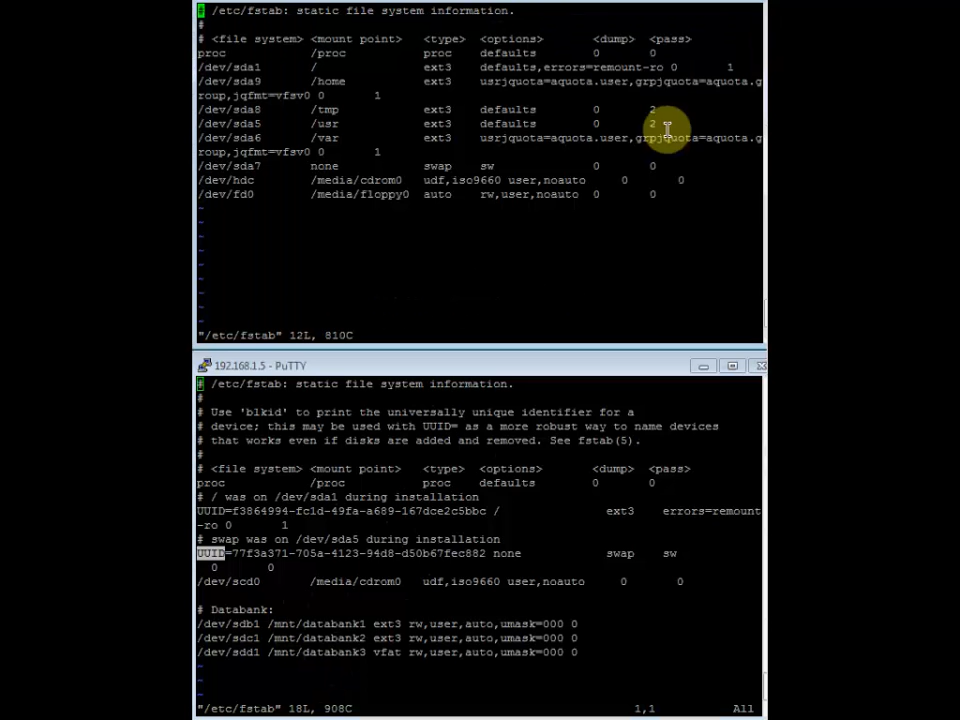 # /etc/fstab: static file system information.
#
# <file system> <mount point>   <type>  <options>       <dump>  <pass>
proc            /proc           proc    defaults        0       0
/dev/sda1       /               ext3    defaults,errors=remount-ro 0       1
/dev/sda9       /home           ext3    usrjquota=aquota.user,grpjquota=aquota.g
roup,jqfmt=vfsv0 0       1
/dev/sda8       /tmp            ext3    defaults        0       2
/dev/sda5       /usr            ext3    defaults        0       2
/dev/sda6       /var            ext3    usrjquota=aquota.user,grpjquota=aquota.g
roup,jqfmt=vfsv0 0       1
/dev/sda7       none            swap    sw              0       0
/dev/hdc        /media/cdrom0   udf,iso9660 user,noauto     0       0
/dev/fd0        /media/floppy0  auto    rw,user,noauto  0       0
~
~
~
~
~
~
~
~
~
"/etc/fstab" 12L, 810C
192.168.1.5 - PuTTY
# /etc/fstab: static file system information.
#
# Use 'blkid' to print the universally unique identifier for a
# device; this may be used with UUID= as a more robust way to name devices
# that works even if disks are added and removed. See fstab(5).
#
# <file system> <mount point>   <type>  <options>       <dump>  <pass>
proc            /proc           proc    defaults        0       0
# / was on /dev/sda1 during installation
UUID=f3864994-fc1d-49fa-a689-167dce2c5bbc /               ext3    errors=remount
-ro 0       1
# swap was on /dev/sda5 during installation
UUID=77f3a371-705a-4123-94d8-d50b67fec882 none            swap    sw
  0       0
/dev/scd0       /media/cdrom0   udf,iso9660 user,noauto     0       0
# Databank:
/dev/sdb1 /mnt/databank1 ext3 rw,user,auto,umask=000 0
/dev/sdc1 /mnt/databank2 ext3 rw,user,auto,umask=000 0
/dev/sdd1 /mnt/databank3 vfat rw,user,auto,umask=000 0
~
~
~
"/etc/fstab" 18L, 908C                                        1,1           All